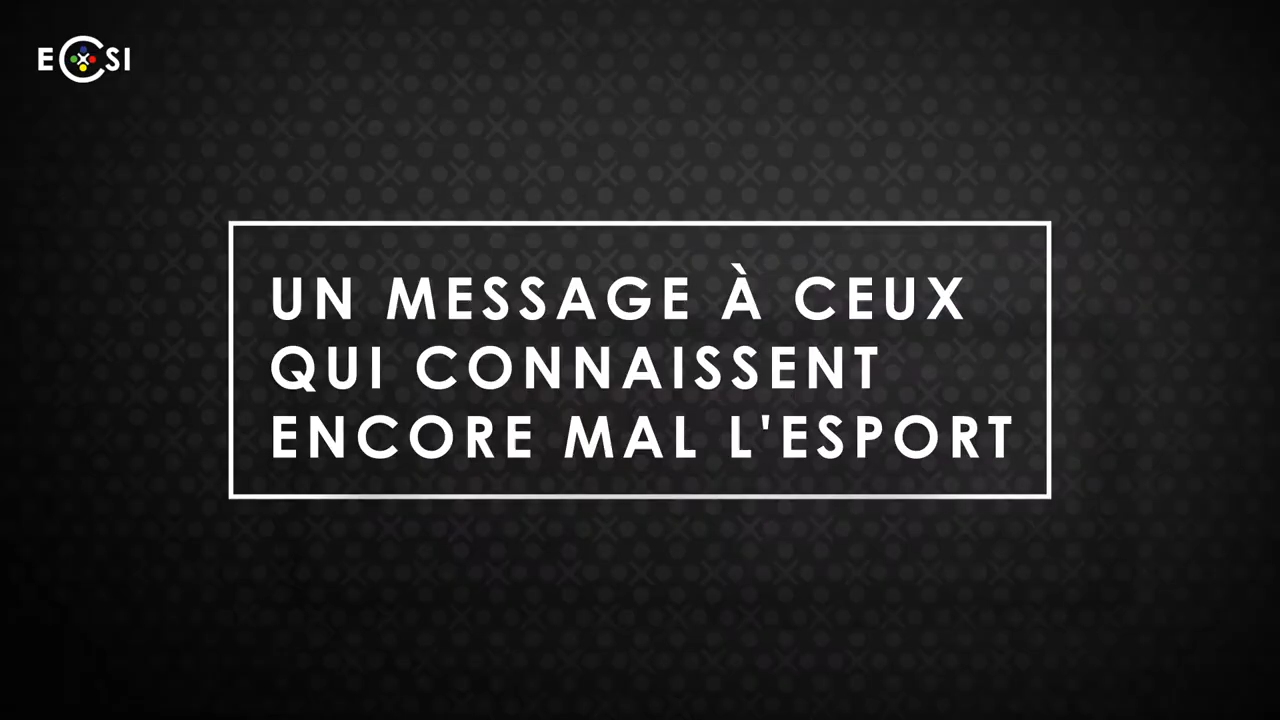 ECSI
UN MESSAGE À CEUX
QUI CONNAISSENT
ENCORE MAL L'ESPORT